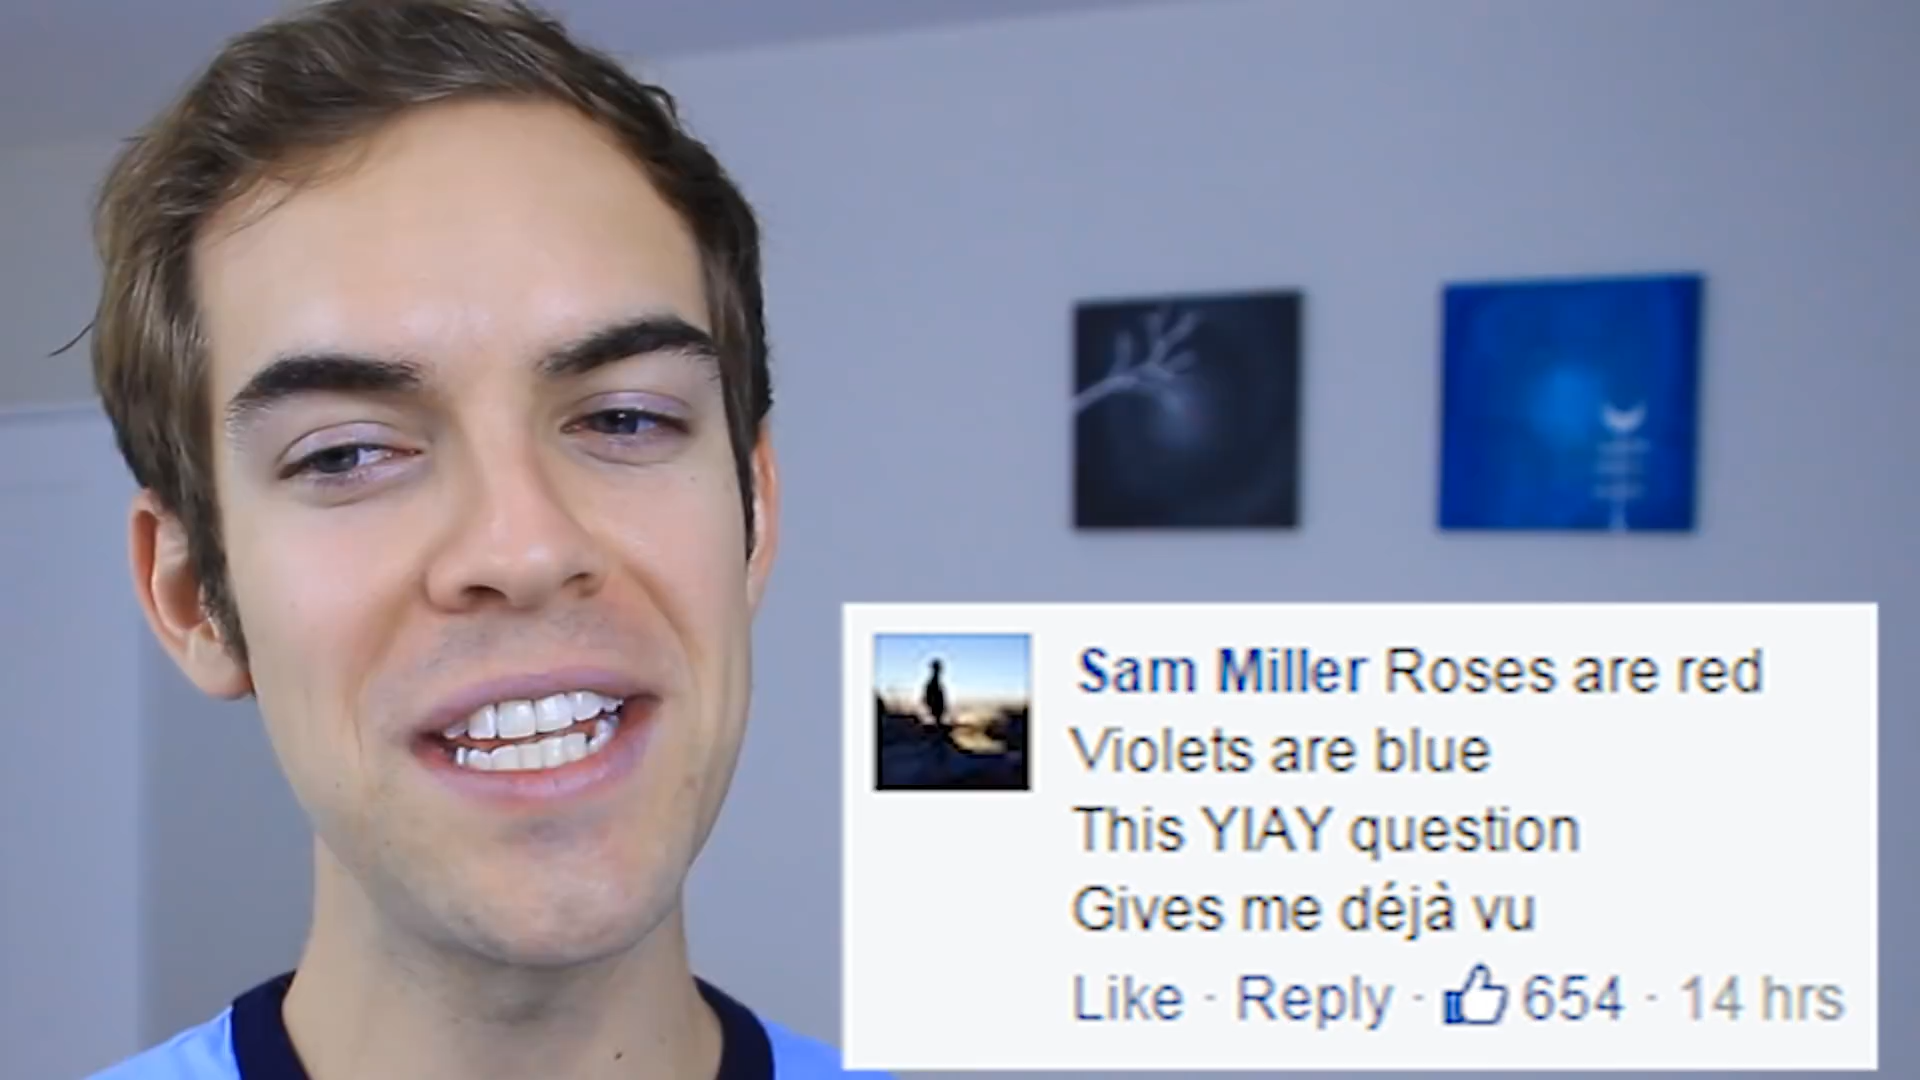 Sam Miller Roses are red
Violets are blue
This YIAY question
Gives me déjà vu
Like · Reply · 654 · 14 hrs